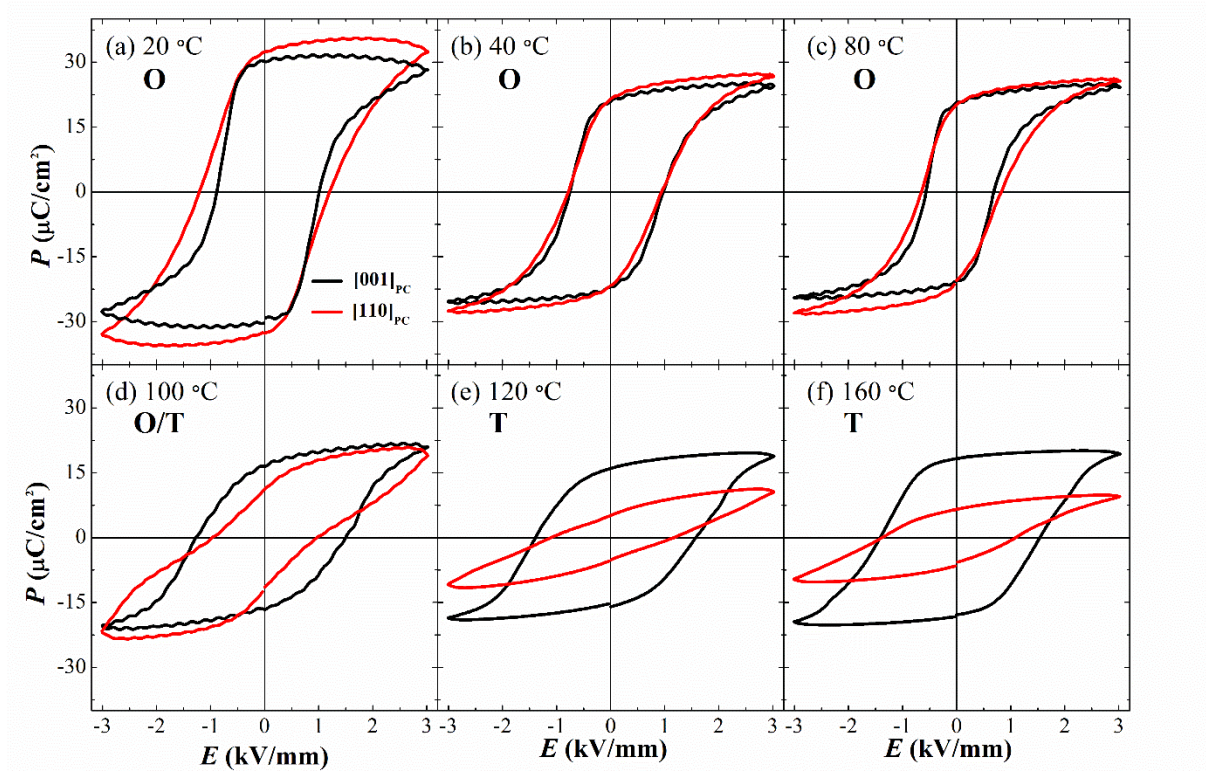 (a) 20 °C
O
(b) 40 °C
O
(c) 80 °C
O
30
15
0
-15
-30
P (μC/cm²)
[001]PC
[110]PC
(d) 100 °C
O/T
(e) 120 °C
T
(f) 160 °C
T
30
15
0
-15
-30
P (μC/cm²)
-3 -2 -1 0 1 2 3
-3 -2 -1 0 1 2 3
-3 -2 -1 0 1 2 3
E (kV/mm)
E (kV/mm)
E (kV/mm)